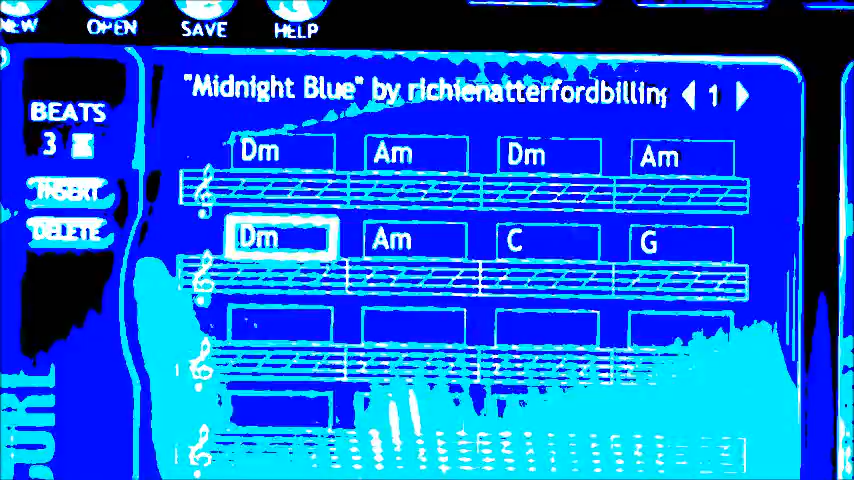 NEW OPEN SAVE HELP
"Midnight Blue" by richienatterfordbilling 1
BEATS
3
INSERT
DELETE
Dm Am Dm Am
Dm Am C G